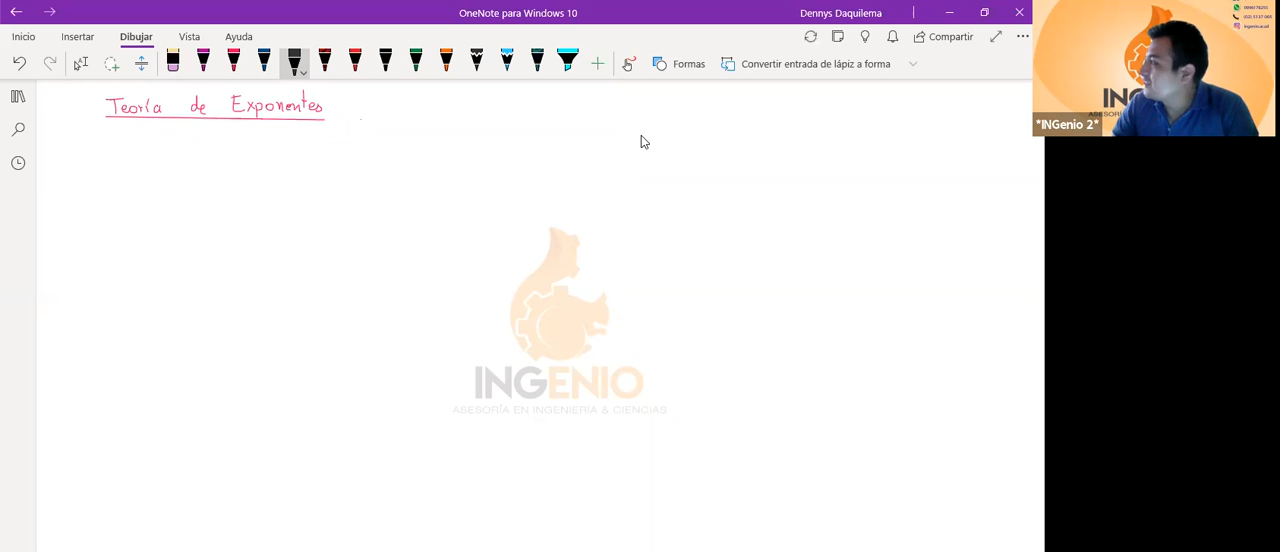 OneNote para Windows 10
Dennys Daquilema
Inicio
Insertar
Dibujar
Vista
Ayuda
Compartir
Formas
Convertir entrada de lápiz a forma
Teoría de Exponentes
*INGenio 2*
INGENIO
ASESORÍA EN INGENIERÍA & CIENCIAS